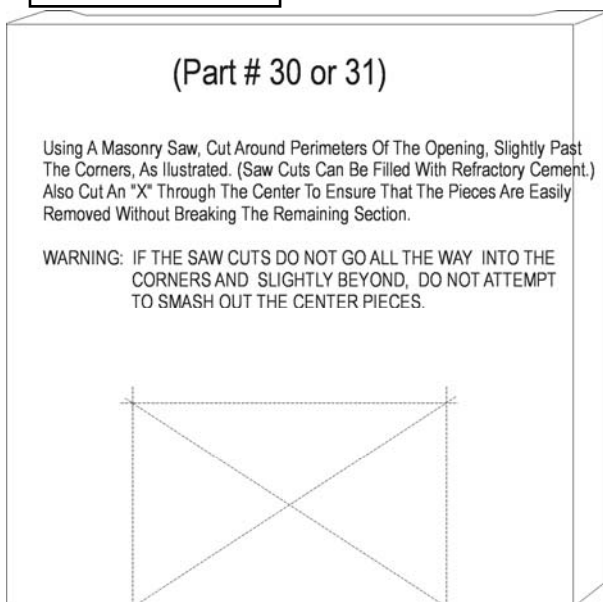 (Part # 30 or 31)
Using A Masonry Saw, Cut Around Perimeters Of The Opening, Slightly Past
The Corners, As Ilustrated. (Saw Cuts Can Be Filled With Refractory Cement.)
Also Cut An "X" Through The Center To Ensure That The Pieces Are Easily
Removed Without Breaking The Remaining Section.
WARNING: IF THE SAW CUTS DO NOT GO ALL THE WAY INTO THE
CORNERS AND SLIGHTLY BEYOND, DO NOT ATTEMPT
TO SMASH OUT THE CENTER PIECES.